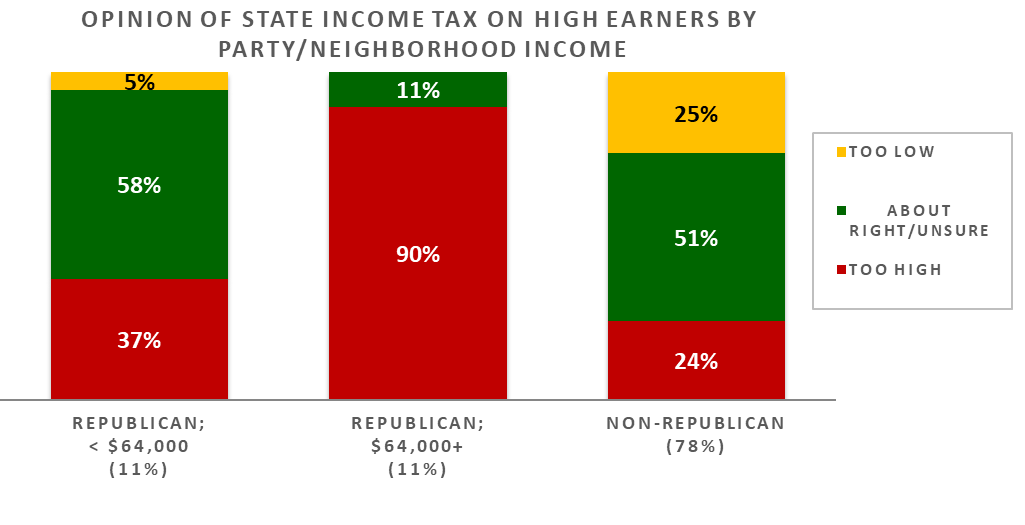 OPINION OF STATE INCOME TAX ON HIGH EARNERS BY
PARTY/NEIGHBORHOOD INCOME
5%
58%
37%
11%
90%
25%
51%
24%
TOO LOW
ABOUT
RIGHT/UNSURE
TOO HIGH
REPUBLICAN;
< $64,000
(11%)
REPUBLICAN;
$64,000+
(11%)
NON-REPUBLICAN
(78%)